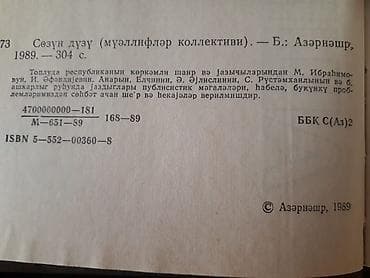 73 Сөзүн дүзү (мүәллифләр коллективи). — Б.: Азәрнәшр,
1989. — 304 с.
Топлуда республиканын көркәмли шаир вә јазычыларындан М. Ибраһимо-
вун, И. Әфәндијевин, Анарын, Елчинин, Ә. Әјлислинин, С. Рүстәмханлынын вә б.
ашкарлыг руһунда јаздыглары публисистик мәгаләләри, һабелә, бүкүнкү проб-
лемләримиздән сөһбәт ачан ше'р вә һекајәләр верилмишдир.
4700000000—181
М—651—89 168—89
ББК С(Аз)2
ISBN 5—552—00360—8
© Азәрнәшр, 1989